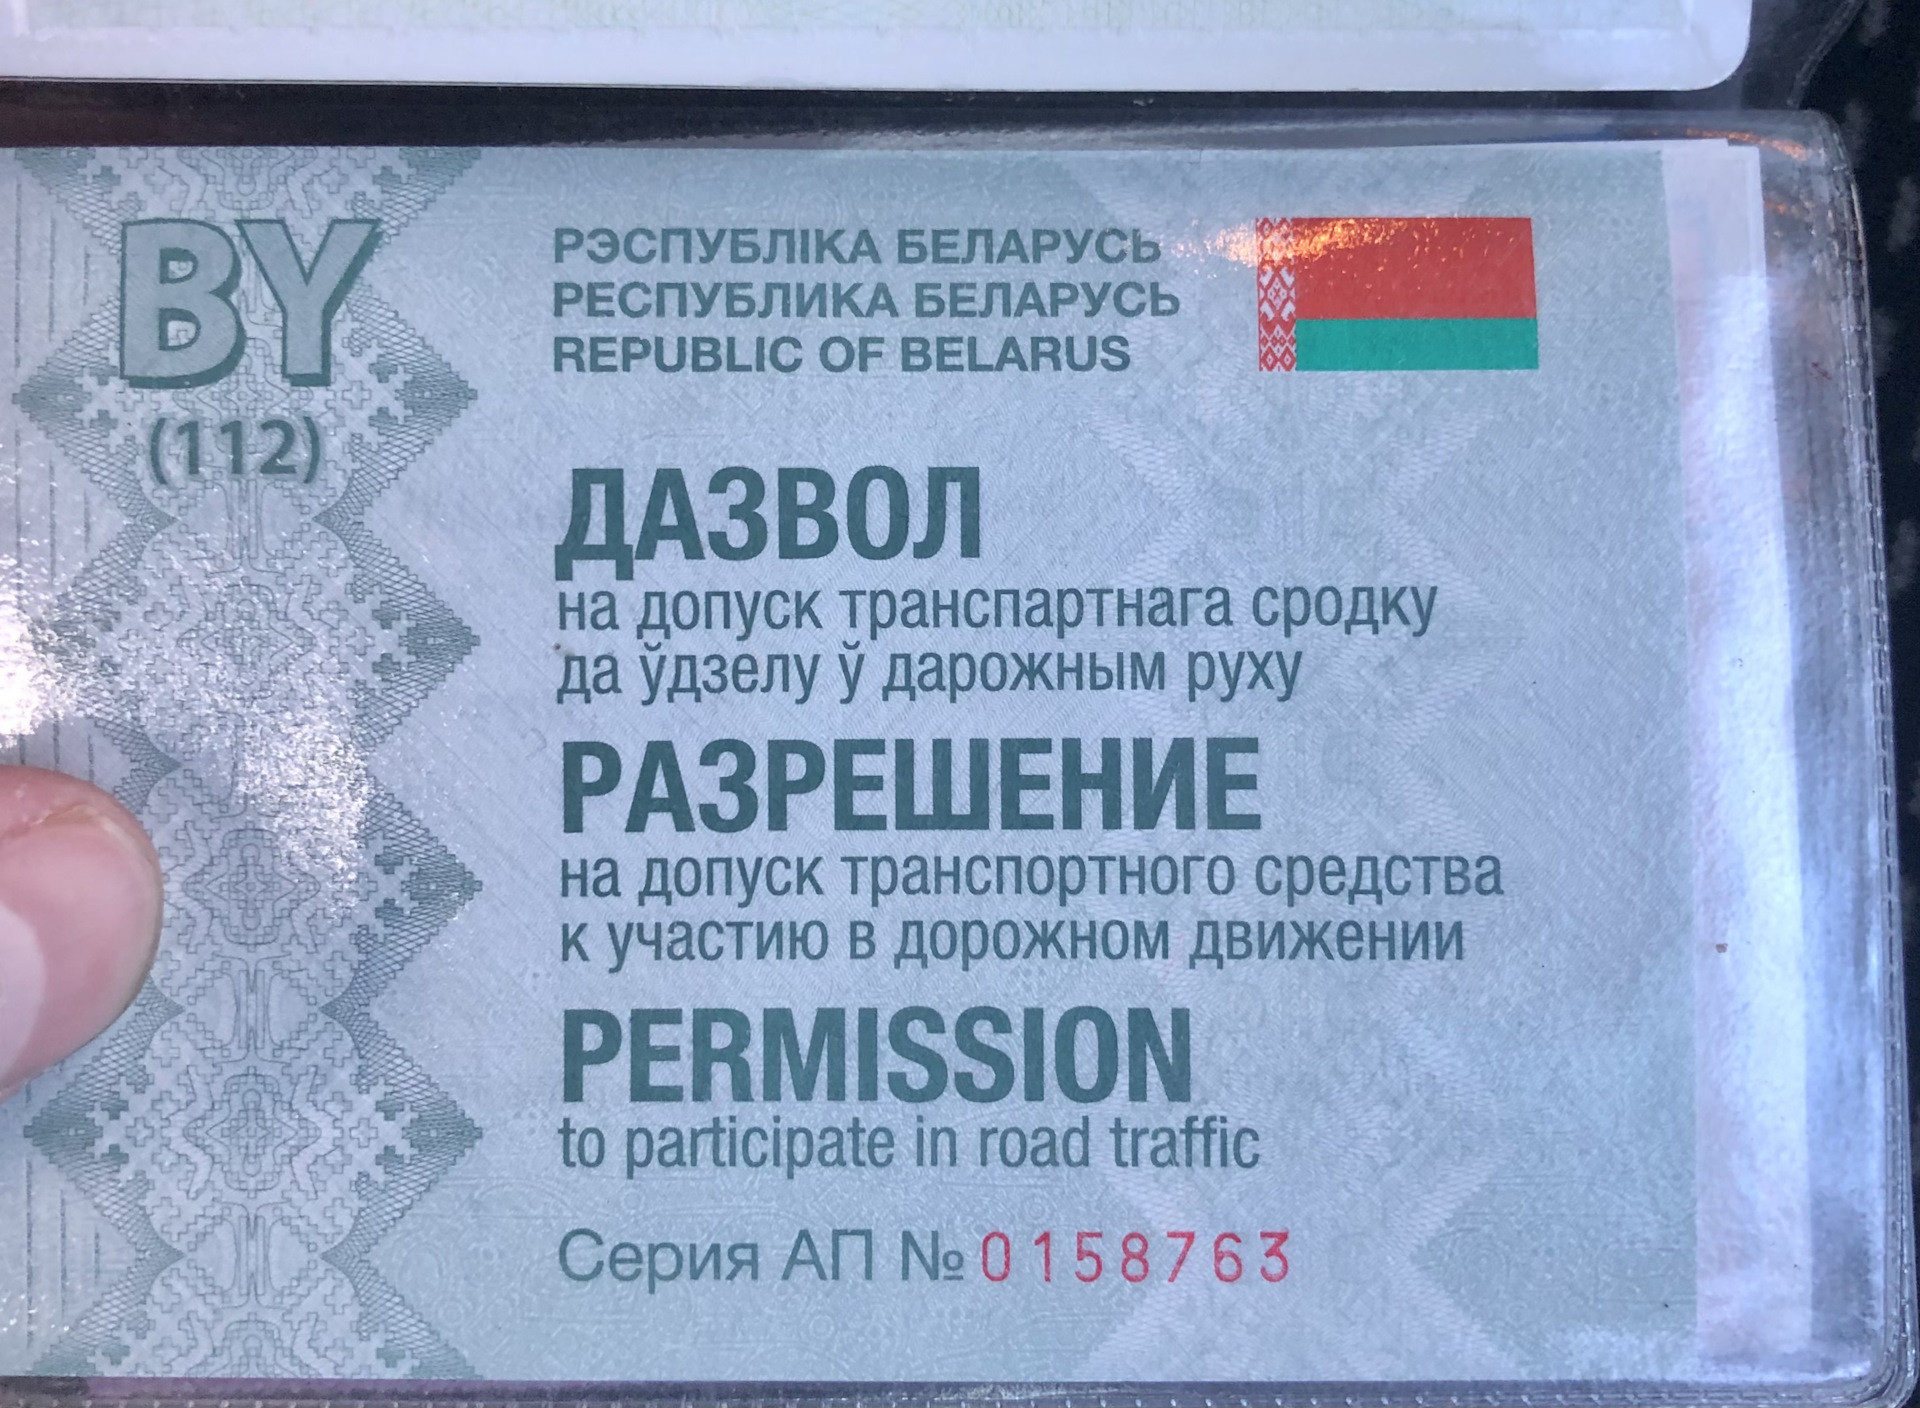 BY
(112)
РЭСПУБЛІКА БЕЛАРУСЬ
РЕСПУБЛИКА БЕЛАРУСЬ
REPUBLIC OF BELARUS
ДАЗВОЛ
на допуск транспартнага сродку
да ўдзелу ў дарожным руху
РАЗРЕШЕНИЕ
на допуск транспортного средства
к участию в дорожном движении
PERMISSION
to participate in road traffic
Серия АП № 0158763